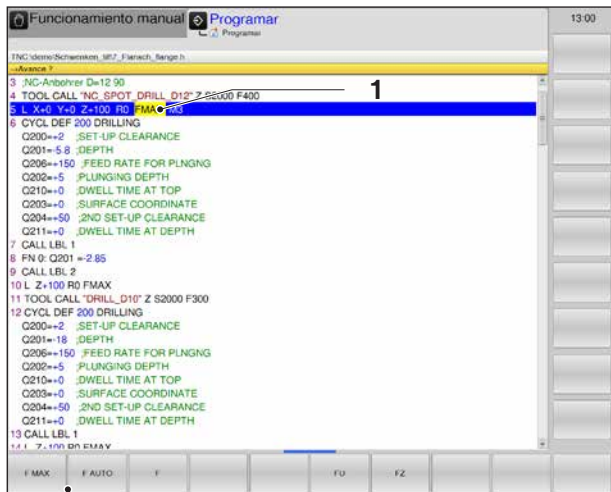 Funcionamiento manual
Programar
Programar
13:00
TNC:\demo\Schwenken_tilt\7_Flansch_flange.h
→Avance ?
3 ;NC-Anbohrer D=12 90
4 TOOL CALL "NC_SPOT_DRILL_D12" Z S2000 F400
5 L X+0 Y+0 Z+100 R0 FMAX M3
1
6 CYCL DEF 200 DRILLING
Q200=+2 ;SET-UP CLEARANCE
Q201=-5.8 ;DEPTH
Q206=+150 ;FEED RATE FOR PLNGNG
Q202=+5 ;PLUNGING DEPTH
Q210=+0 ;DWELL TIME AT TOP
Q203=+0 ;SURFACE COORDINATE
Q204=+50 ;2ND SET-UP CLEARANCE
Q211=+0 ;DWELL TIME AT DEPTH
7 CALL LBL 1
8 FN 0: Q201 =-2.85
9 CALL LBL 2
10 L Z+100 R0 FMAX
11 TOOL CALL "DRILL_D10" Z S2000 F300
12 CYCL DEF 200 DRILLING
Q200=+2 ;SET-UP CLEARANCE
Q201=-18 ;DEPTH
Q206=+150 ;FEED RATE FOR PLNGNG
Q202=+5 ;PLUNGING DEPTH
Q210=+0 ;DWELL TIME AT TOP
Q203=+0 ;SURFACE COORDINATE
Q204=+50 ;2ND SET-UP CLEARANCE
Q211=+0 ;DWELL TIME AT DEPTH
13 CALL LBL 1
14 L Z+100 R0 FMAX
F MAX F AUTO F FU FZ